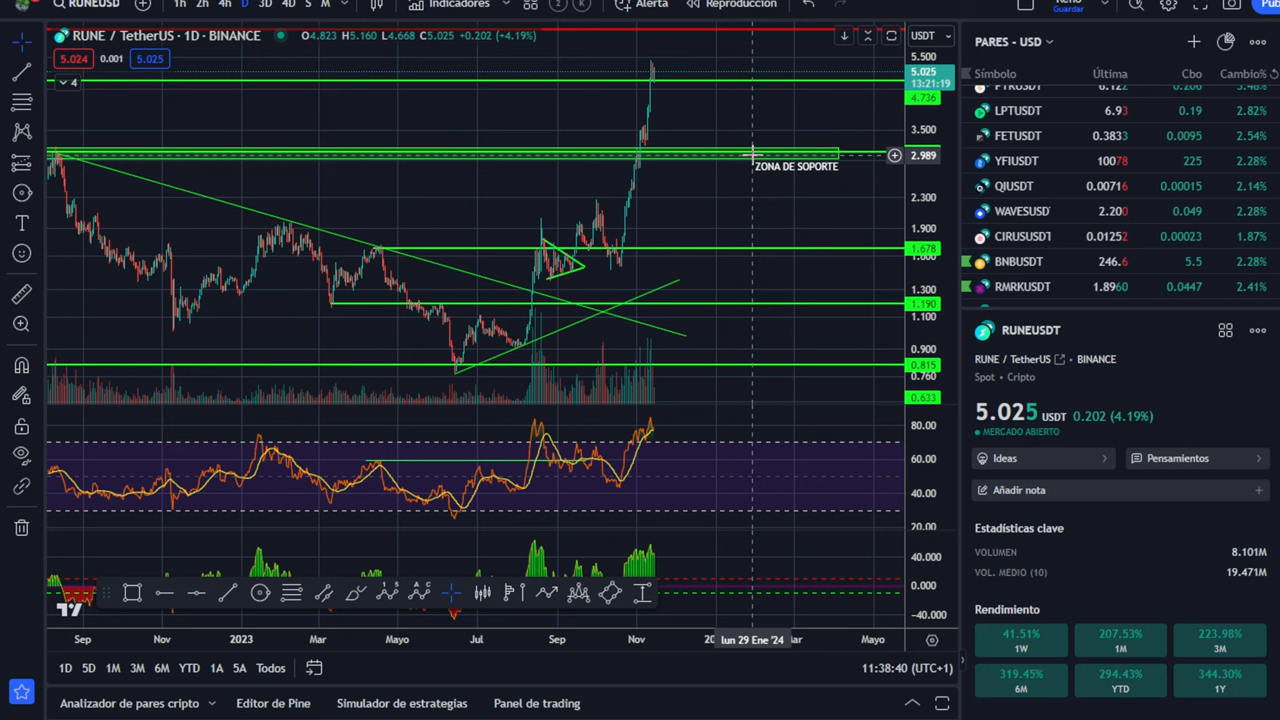 RUNEUSD
1h 2h 4h D 3D 4D S M
Indicadores
Alerta
Reproducción
Reno
Guardar
RUNE / TetherUS · 1D · BINANCE O4.823 H5.160 L4.668 C5.025 +0.202 (+4.19%)
5.024 0.001 5.025
4
USDT
5.500
5.025
13:21:19
4.736
3.500
2.989
ZONA DE SOPORTE
2.300
1.900
1.678
1.300
1.190
1.100
0.900
0.815
0.760
0.633
80.00
60.00
40.00
20.00
40.000
0.000
-40.000
Sep Nov 2023 Mar Mayo Jul Sep Nov lun 29 Ene '24 Mayo
1D 5D 1M 3M 6M YTD 1A 5A Todos
11:38:40 (UTC+1)
Analizador de pares cripto Editor de Pine Simulador de estrategias Panel de trading
PARES - USD
Símbolo Última Cbo Cambio%
LPTUSDT 6.93 0.19 2.82%
FETUSDT 0.3833 0.0095 2.54%
YFIUSDT 10078 225 2.28%
QIUSDT 0.00716 0.00015 2.14%
WAVESUSDT 2.200 0.049 2.28%
CIRUSUSDT 0.01252 0.00023 1.87%
BNBUSDT 246.6 5.5 2.28%
RMRKUSDT 1.8960 0.0447 2.41%
RUNEUSDT
RUNE / TetherUS · BINANCE
Spot · Cripto
5.025 USDT 0.202 (4.19%)
MERCADO ABIERTO
Ideas
Pensamientos
Añadir nota
Estadísticas clave
VOLUMEN 8.101M
VOL. MEDIO (10) 19.471M
Rendimiento
41.51% 207.53% 223.98%
1W 1M 3M
319.45% 294.43% 344.30%
6M YTD 1Y